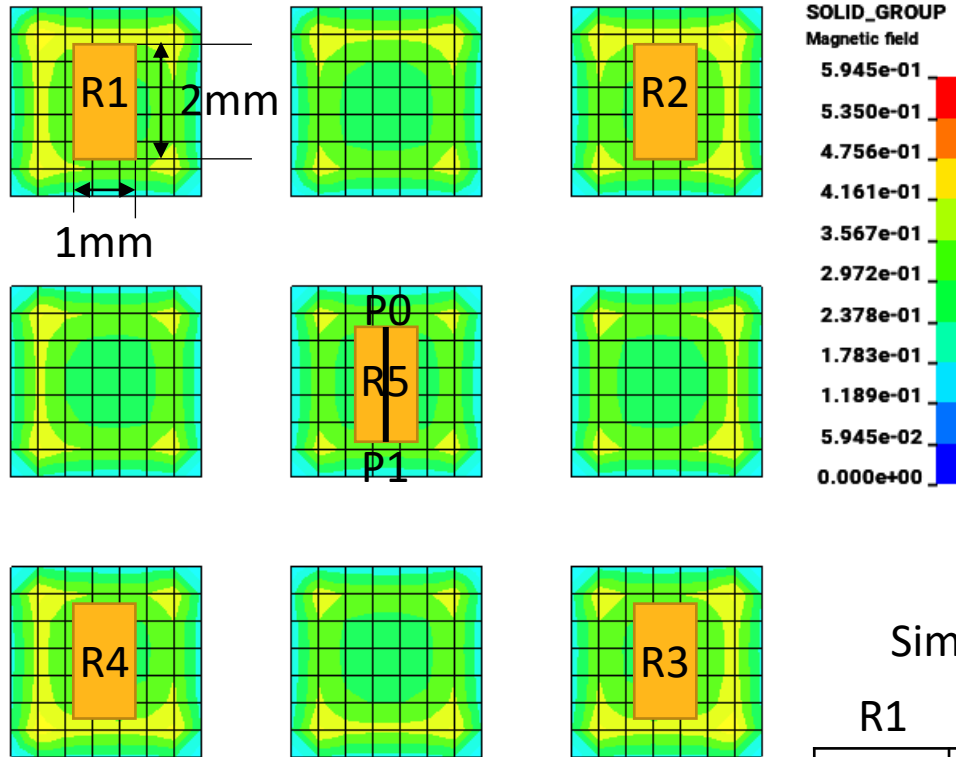 R1
2mm
1mm
R2
P0
R5
P1
R4
R3
SOLID_GROUP
Magnetic field
5.945e-01
5.350e-01
4.756e-01
4.161e-01
3.567e-01
2.972e-01
2.378e-01
1.783e-01
1.189e-01
5.945e-02
0.000e+00
Sim
R1